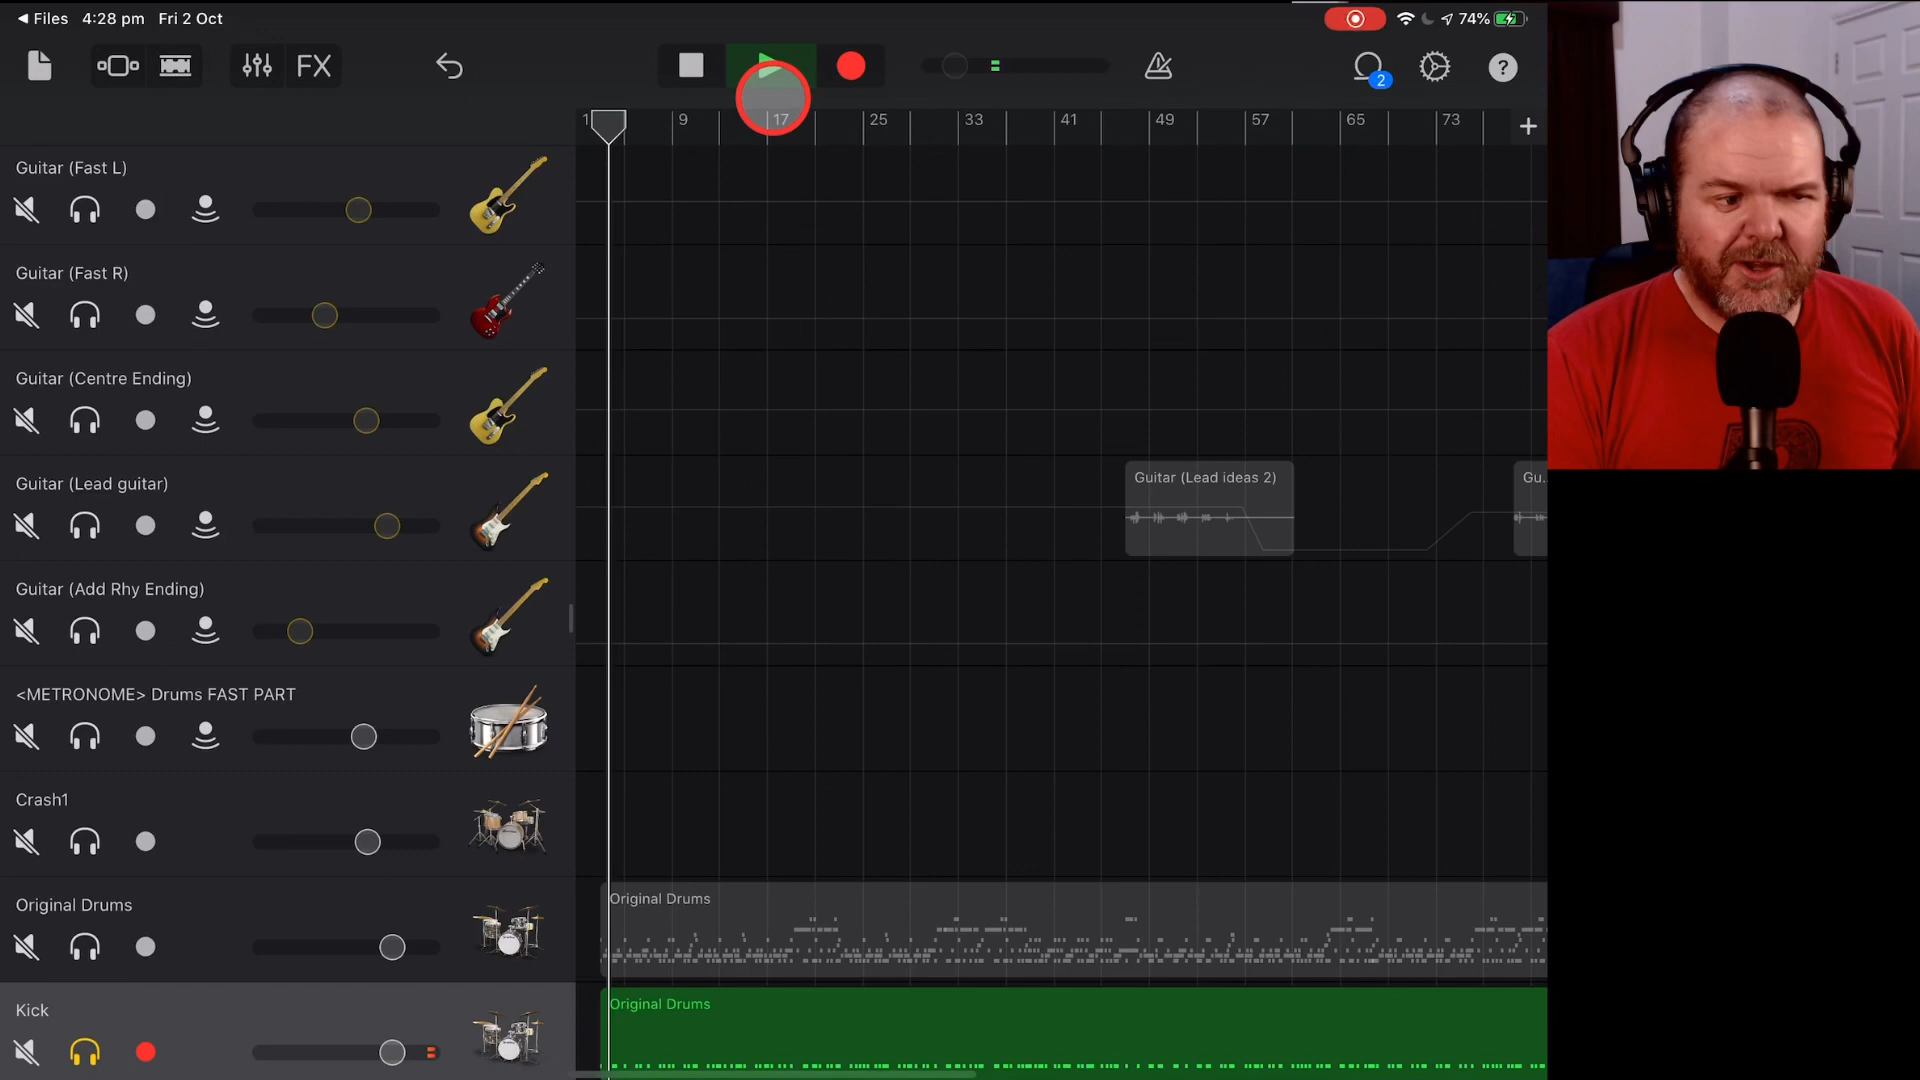 Files 4:28 pm Fri 2 Oct
74%
FX
2
?
1 9 17 25 33 41 49 57 65 73
Guitar (Fast L)
Guitar (Fast R)
Guitar (Centre Ending)
Guitar (Lead guitar)
Guitar (Lead ideas 2)
Gu...
Guitar (Add Rhy Ending)
<METRONOME> Drums FAST PART
Crash1
Original Drums
Original Drums
Kick
Original Drums